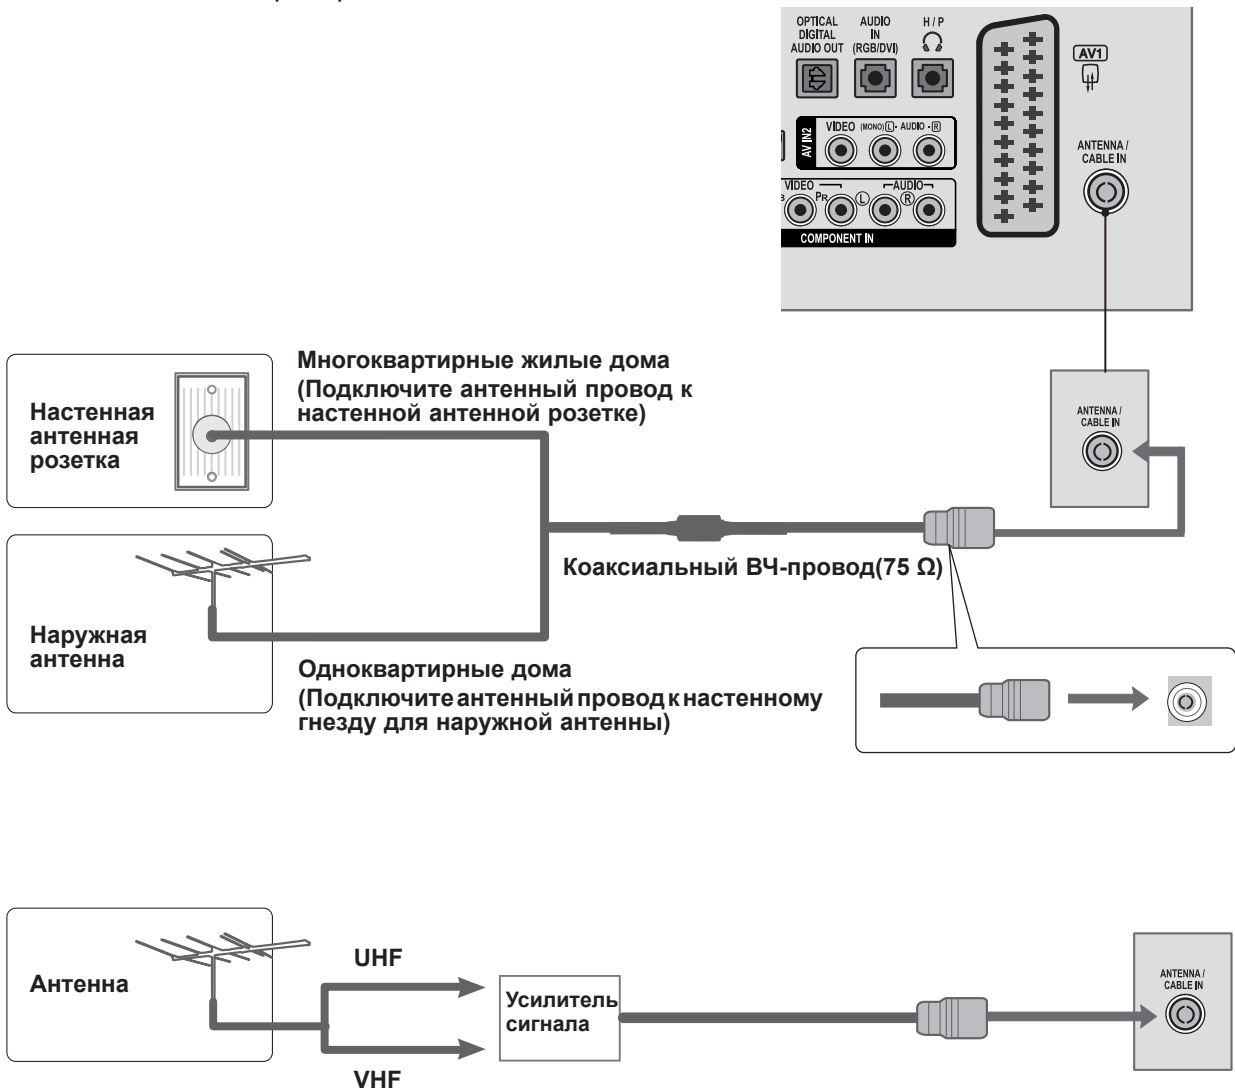 OPTICAL
DIGITAL
AUDIO OUT
AUDIO
IN
(RGB/DVI)
H / P
AV1
AV IN2
VIDEO
(MONO)
L
AUDIO
R
ANTENNA /
CABLE IN
VIDEO
AUDIO
B
PR
L
R
COMPONENT IN
Многоквартирные жилые дома
(Подключите антенный провод к
настенной антенной розетке)
Настенная
антенная
розетка
ANTENNA /
CABLE IN
Коаксиальный ВЧ-провод(75 Ω)
Наружная
антенна
Одноквартирные дома
(Подключите антенный провод к настенному
гнезду для наружной антенны)
Антенна
UHF
VHF
Усилитель
сигнала
ANTENNA /
CABLE IN